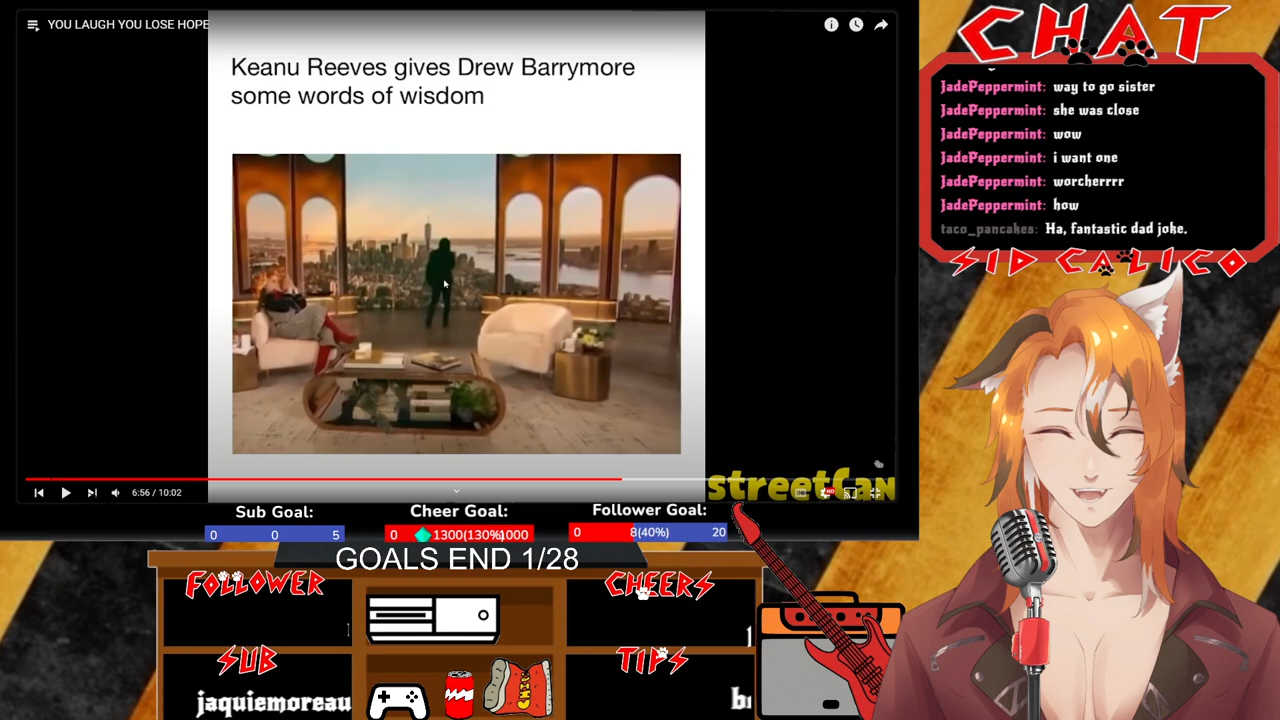 YOU LAUGH YOU LOSE HOPE
Keanu Reeves gives Drew Barrymore
some words of wisdom
6:56 / 10:02
HD
streetCan
CHAT
JadePeppermint: way to go sister
JadePeppermint: she was close
JadePeppermint: wow
JadePeppermint: i want one
JadePeppermint: worcherrrr
JadePeppermint: how
taco_pancakes: Ha, fantastic dad joke.
SID CALICO
Sub Goal:
0 0 5
Cheer Goal:
0 1300(130%)1000
Follower Goal:
0 8(40%) 20
GOALS END 1/28
FOLLOWER
CHEERS
SUB
jaquiemoreau
TIPS